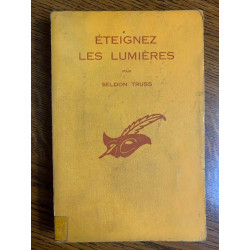 ÉTEIGNEZ
LES LUMIÈRES
PAR
SELDON TRUSS